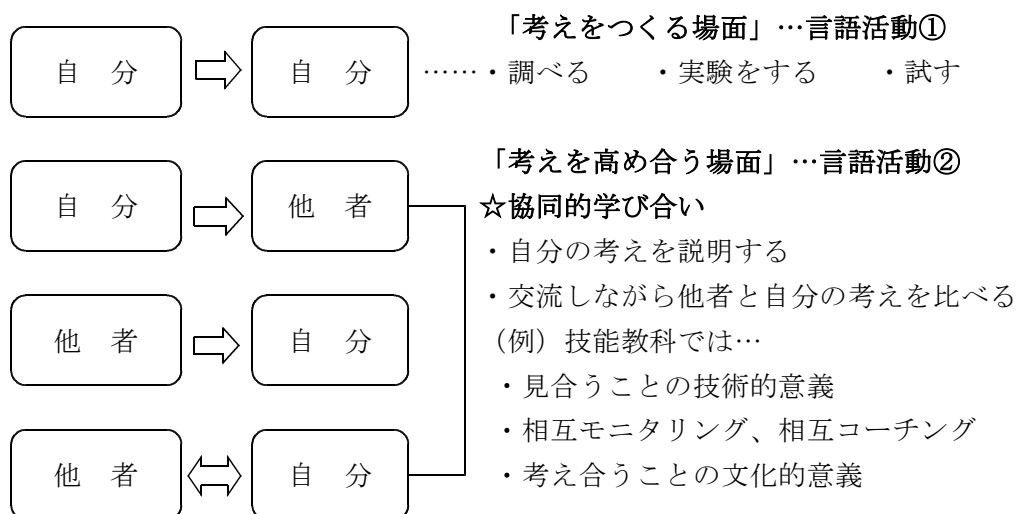 「考えをつくる場面」…言語活動①
自 分
自 分
……・調べる ・実験をする ・試す
「考えを高め合う場面」…言語活動②
自 分
他 者
☆協同的学び合い
・自分の考えを説明する
・交流しながら他者と自分の考えを比べる
他 者
自 分
（例）技能教科では…
・見合うことの技術的意義
・相互モニタリング、相互コーチング
他 者
自 分
・考え合うことの文化的意義